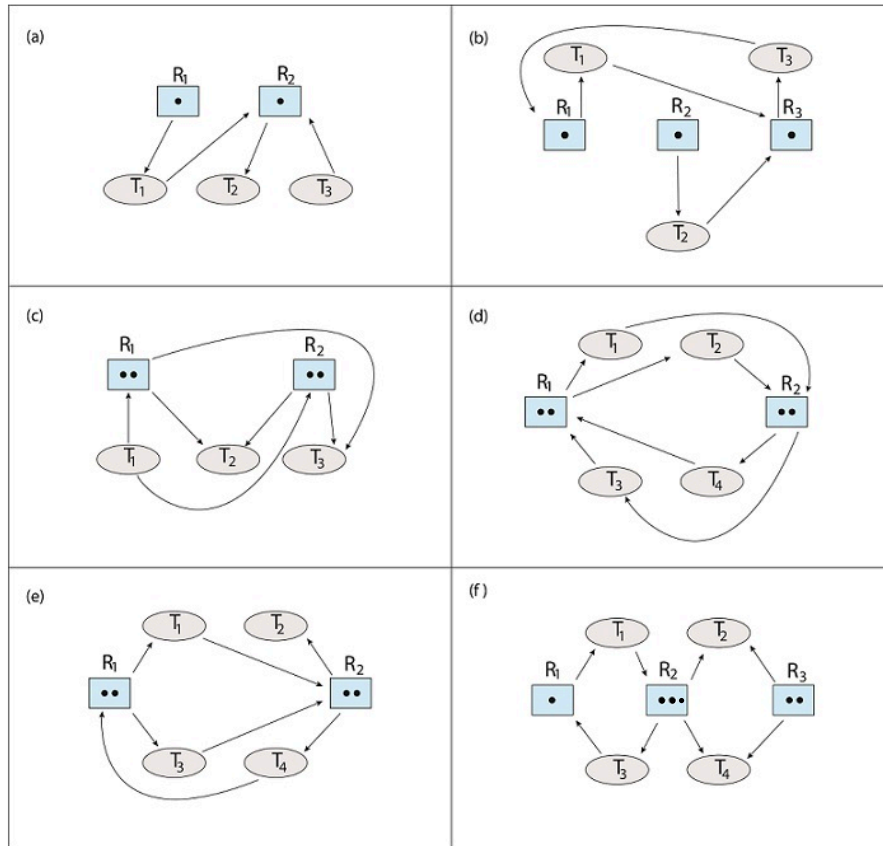 (a)
R1 R2
T1 T2 T3
(b)
T1 T3
R1 R2 R3
T2
(c)
R1 R2
T1 T2 T3
(d)
T1 T2
R1 R2
T3 T4
(e)
T1 T2
R1 R2
T3 T4
(f)
T1 T2
R1 R2 R3
T3 T4